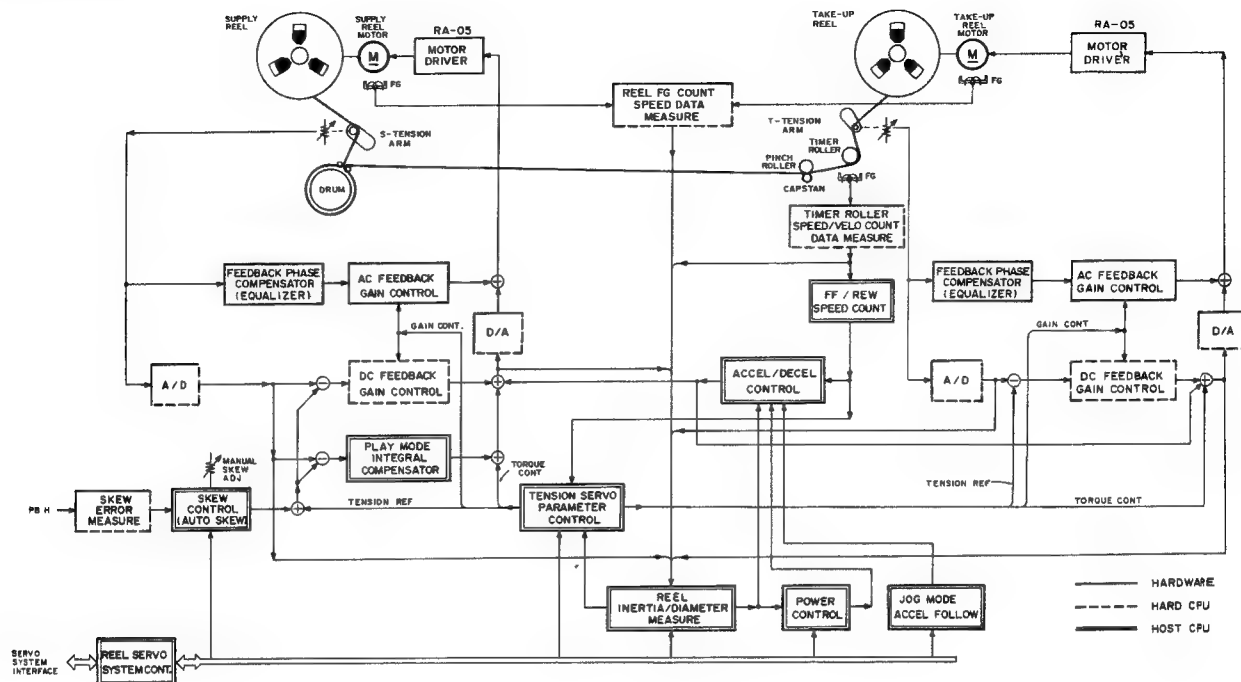 SUPPLY
REEL
SUPPLY
REEL
MOTOR
M
RA-05
MOTOR
DRIVER
FG
TAKE-UP
REEL
TAKE-UP
REEL
MOTOR
M
RA-05
MOTOR
DRIVER
FG
REEL FG COUNT
SPEED DATA
MEASURE
S-TENSION
ARM
T-TENSION
ARM
TIMER
ROLLER
PINCH
ROLLER
CAPSTAN
FG
DRUM
TIMER ROLLER
SPEED/VELO COUNT
DATA MEASURE
FEEDBACK PHASE
COMPENSATOR
(EQUALIZER)
AC FEEDBACK
GAIN CONTROL
FF / REW
SPEED COUNT
FEEDBACK PHASE
COMPENSATOR
(EQUALIZER)
AC FEEDBACK
GAIN CONTROL
GAIN CONT.
D/A
GAIN CONT
D/A
A/D
DC FEEDBACK
GAIN CONTROL
ACCEL/DECEL
CONTROL
A/D
DC FEEDBACK
GAIN CONTROL
PLAY MODE
INTEGRAL
COMPENSATOR
MANUAL
SKEW
ADJ
TORQUE
CONT
PB H
SKEW
ERROR
MEASURE
SKEW
CONTROL
(AUTO SKEW)
TENSION REF
TENSION SERVO
PARAMETER
CONTROL
TENSION REF
TORQUE CONT
REEL
INERTIA/DIAMETER
MEASURE
POWER
CONTROL
JOG MODE
ACCEL FOLLOW
HARDWARE
HARD CPU
HOST CPU
SERVO
SYSTEM
INTERFACE
REEL SERVO
SYSTEM CONT.